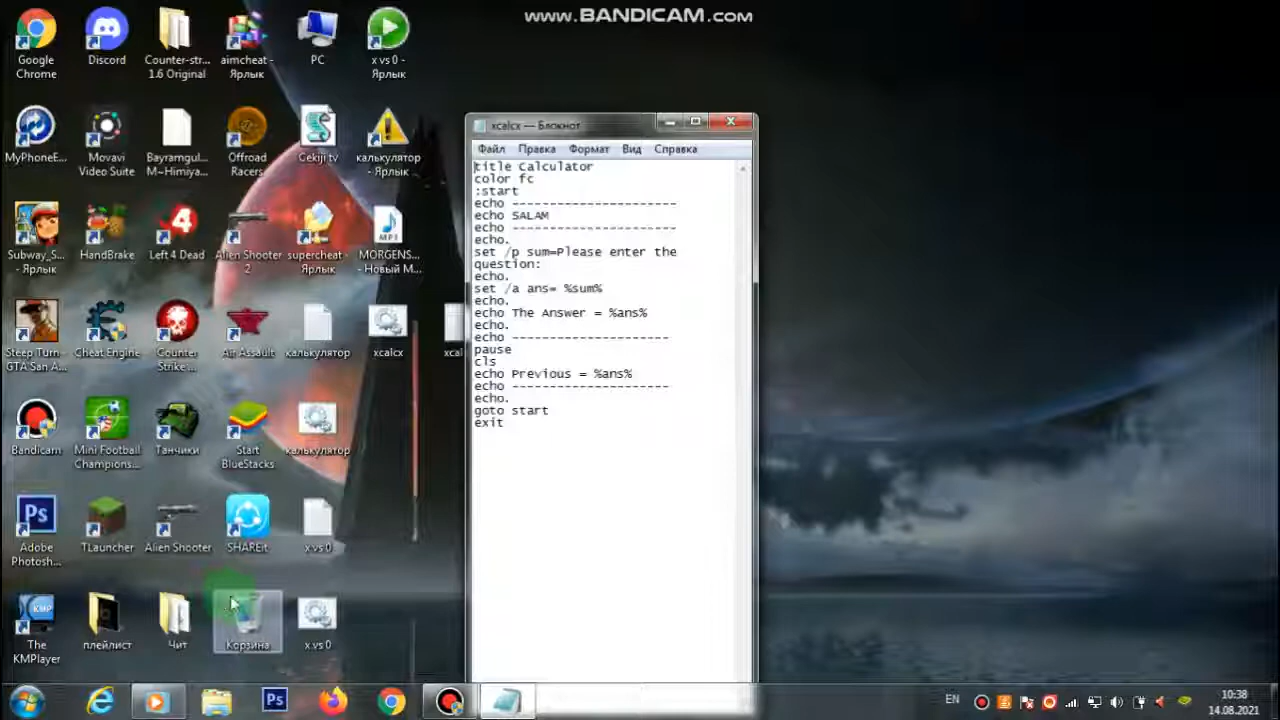 www.BANDICAM.com
Google Chrome
Discord
Counter-str... 1.6 Original
aimcheat - Ярлык
PC
x vs 0 - Ярлык
MyPhoneE...
Movavi Video Suite
Bayramgul... M~Himiya...
Offroad Racers
Cekiji tv
калькулятор - Ярлык
Subway_S... - Ярлык
HandBrake
Left 4 Dead
Alien Shooter 2
supercheat - Ярлык
MORGENS... - Новый М...
Steep Turn- GTA San A...
Cheat Engine
Counter Strike ...
Air Assault
калькулятор
xcalcx
xcal
Bandicam
Mini Football Champions...
Танчики
Start BlueStacks
калькулятор
Adobe Photosh...
TLauncher
Alien Shooter
SHAREit
x vs 0
The KMPlayer
плейлист
Чит
Корзина
x vs 0
xcalcx — Блокнот
Файл Правка Формат Вид Справка
title Calculator
color fc
:start
echo ----------------------
echo SALAM
echo ----------------------
echo.
set /p sum=Please enter the
question:
echo.
set /a ans= %sum%
echo.
echo The Answer = %ans%
echo.
echo ---------------------
pause
cls
echo Previous = %ans%
echo ---------------------
echo.
goto start
exit
EN
10:38
14.08.2021